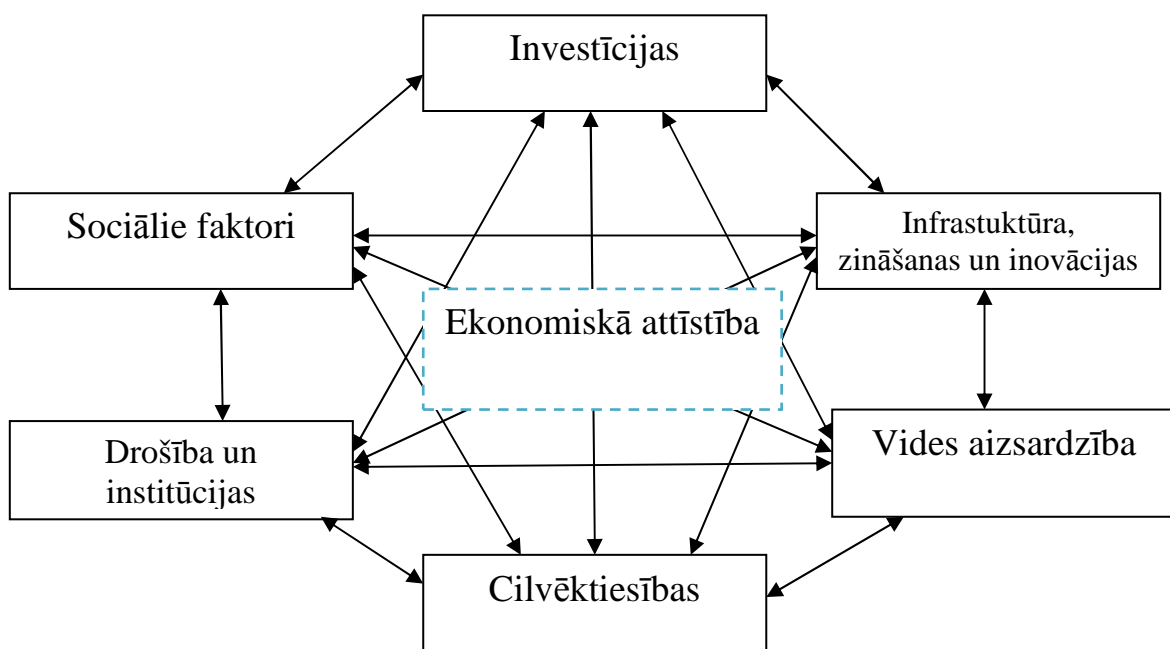 Investīcijas
Sociālie faktori
Infrastuktūra,
zināšanas un inovācijas
Ekonomiskā attīstība
Drošība un
institūcijas
Vides aizsardzība
Cilvēktiesības